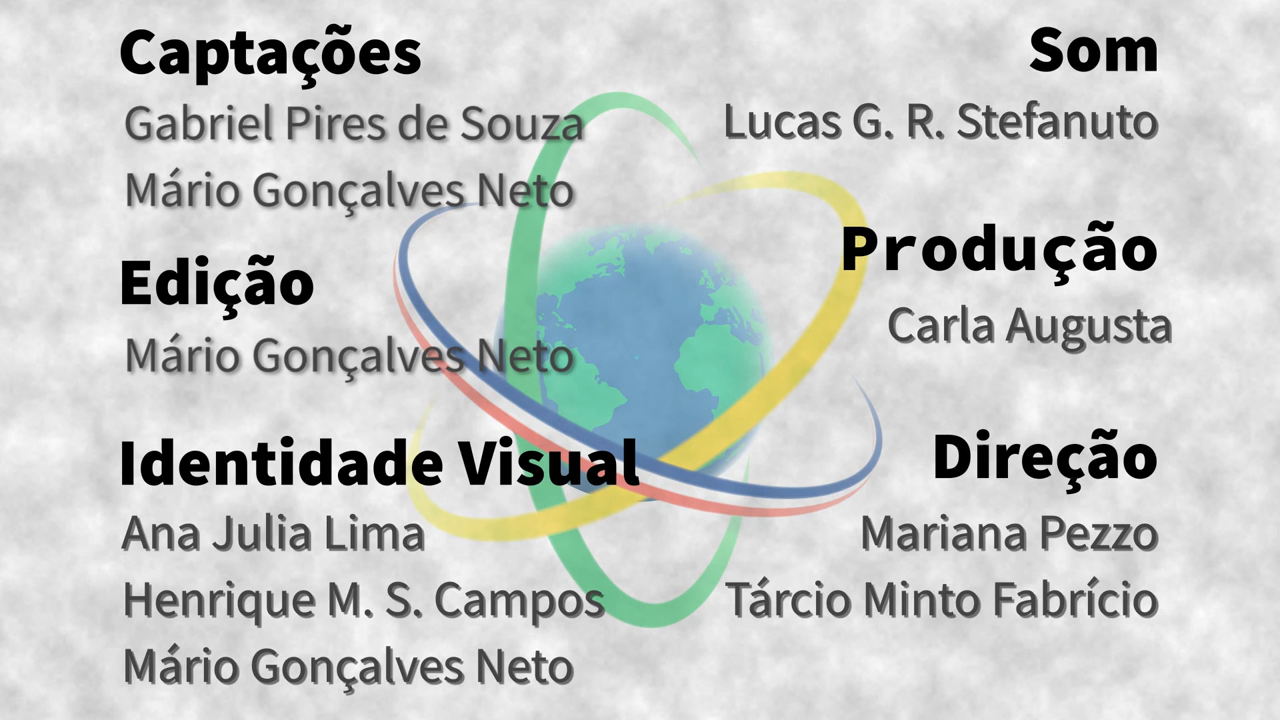 Captações
Gabriel Pires de Souza
Mário Gonçalves Neto
Edição
Mário Gonçalves Neto
Identidade Visual
Ana Julia Lima
Henrique M. S. Campos
Mário Gonçalves Neto
Som
Lucas G. R. Stefanuto
Produção
Carla Augusta
Direção
Mariana Pezzo
Tárcio Minto Fabrício